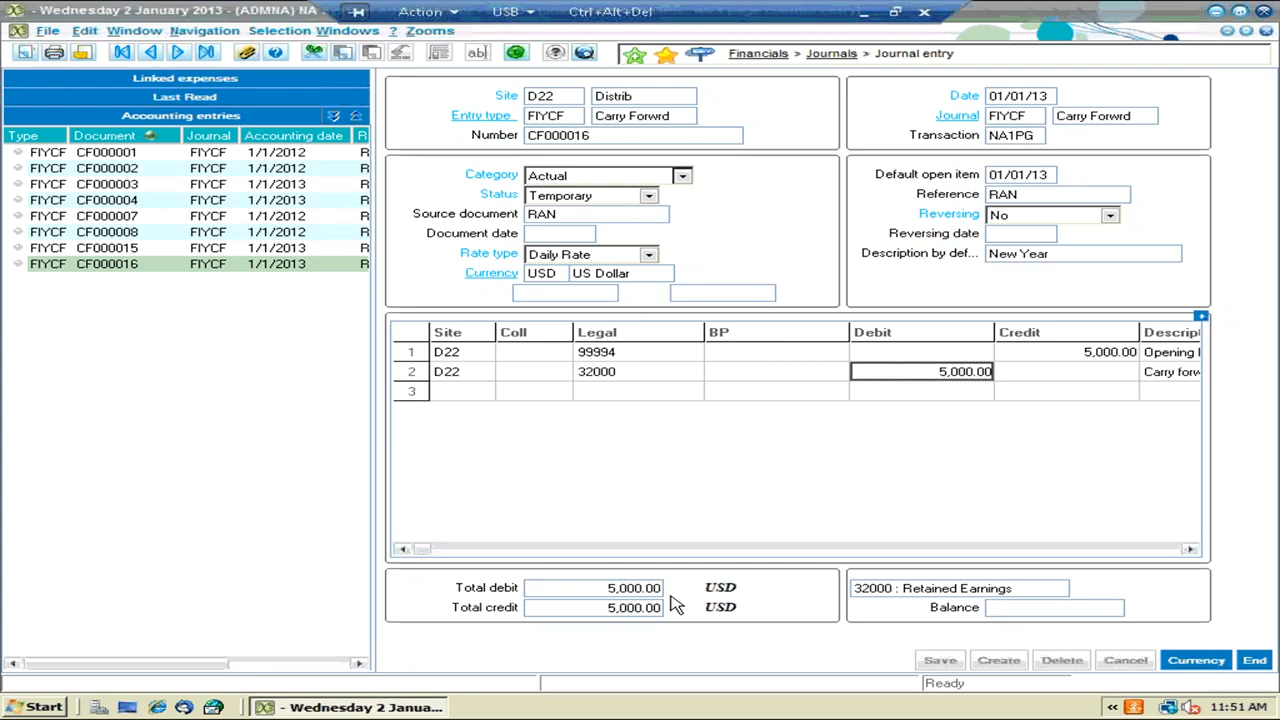 - Wednesday 2 January 2013 - (ADMNA) NA
Action
USB
Ctrl+Alt+Del
File Edit Window Navigation Selection Windows ? Zooms
ab|
Financials > Journals > Journal entry
Linked expenses
Last Read
Accounting entries
Type Document Journal Accounting date R
FIYCF CF000001 FIYCF 1/1/2012 R
FIYCF CF000002 FIYCF 1/1/2012 R
FIYCF CF000003 FIYCF 1/1/2013 R
FIYCF CF000004 FIYCF 1/1/2013 R
FIYCF CF000007 FIYCF 1/1/2012 R
FIYCF CF000008 FIYCF 1/1/2012 R
FIYCF CF000015 FIYCF 1/1/2013 R
FIYCF CF000016 FIYCF 1/1/2013 R
Site D22 Distrib
Entry type FIYCF Carry Forwrd
Number CF000016
Date 01/01/13
Journal FIYCF Carry Forwrd
Transaction NA1PG
Category Actual
Status Temporary
Source document RAN
Document date
Rate type Daily Rate
Currency USD US Dollar
Default open item 01/01/13
Reference RAN
Reversing No
Reversing date
Description by def... New Year
Site Coll Legal BP Debit Credit Descript
1 D22 99994 5,000.00 Opening
2 D22 32000 5,000.00 Carry forw
3
Total debit 5,000.00 USD
Total credit 5,000.00 USD
32000 : Retained Earnings
Balance
Save Create Delete Cancel Currency End
Ready
Start
- Wednesday 2 Janua...
«
11:51 AM